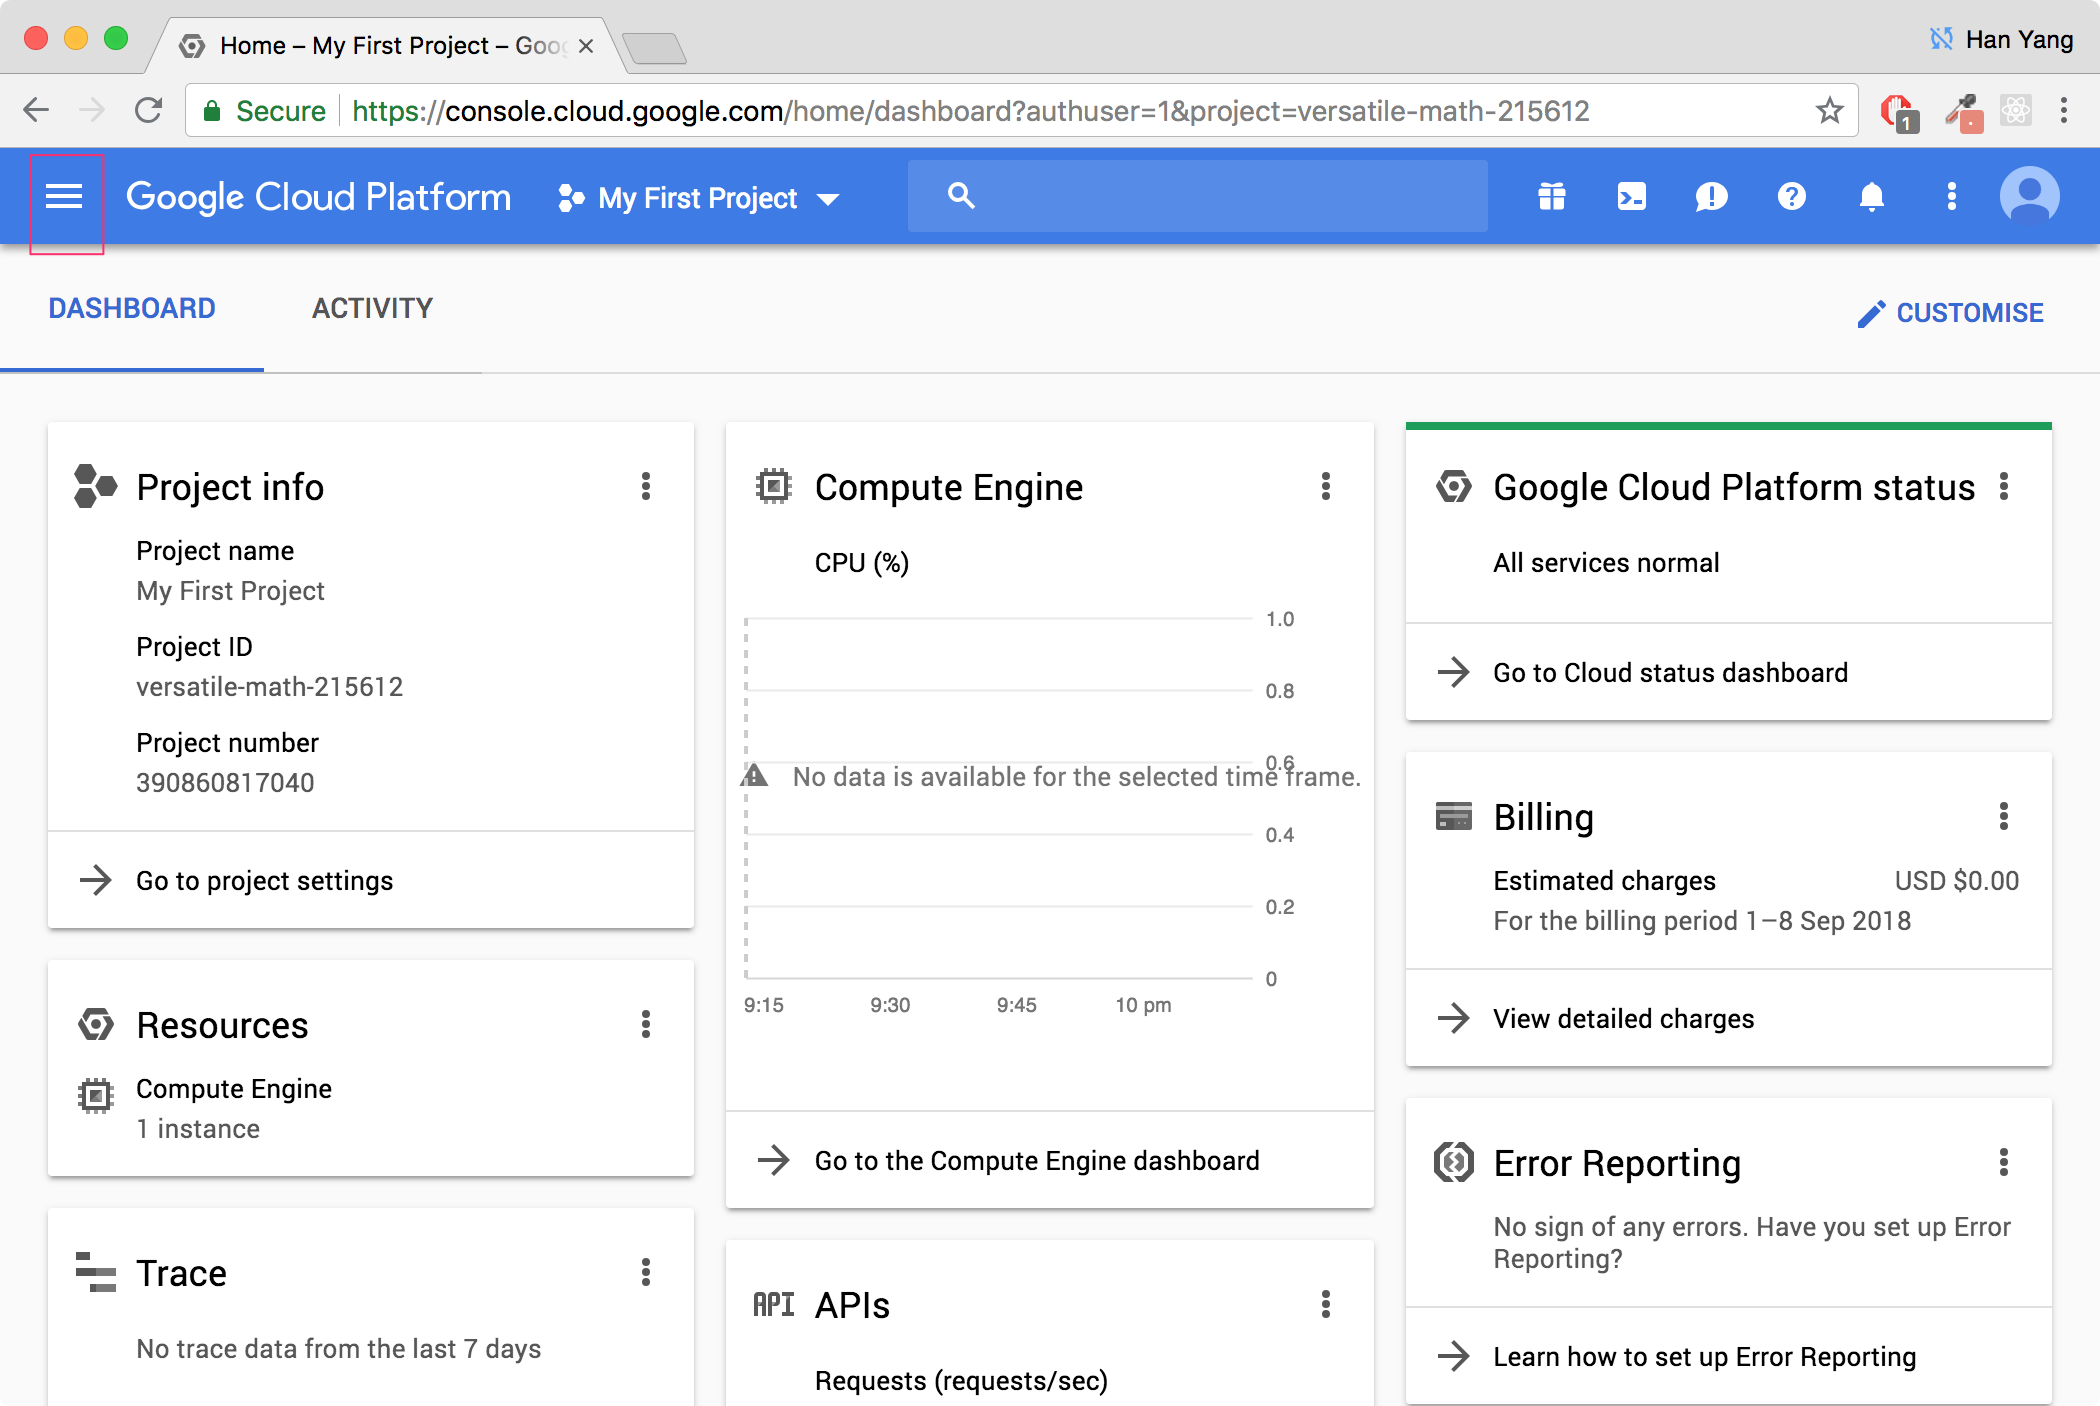 Home – My First Project – Goog
Han Yang
Secure
https://console.cloud.google.com/home/dashboard?authuser=1&project=versatile-math-215612
1
Google Cloud Platform
My First Project
DASHBOARD
ACTIVITY
CUSTOMISE
Project info
Project name
My First Project
Project ID
versatile-math-215612
Project number
390860817040
Go to project settings
Resources
Compute Engine
1 instance
Trace
No trace data from the last 7 days
Compute Engine
CPU (%)
1.0
0.8
0.6
No data is available for the selected time frame.
0.4
0.2
0
9:15
9:30
9:45
10 pm
Go to the Compute Engine dashboard
API
APIs
Requests (requests/sec)
Google Cloud Platform status
All services normal
Go to Cloud status dashboard
Billing
Estimated charges
USD $0.00
For the billing period 1–8 Sep 2018
View detailed charges
Error Reporting
No sign of any errors. Have you set up Error
Reporting?
Learn how to set up Error Reporting